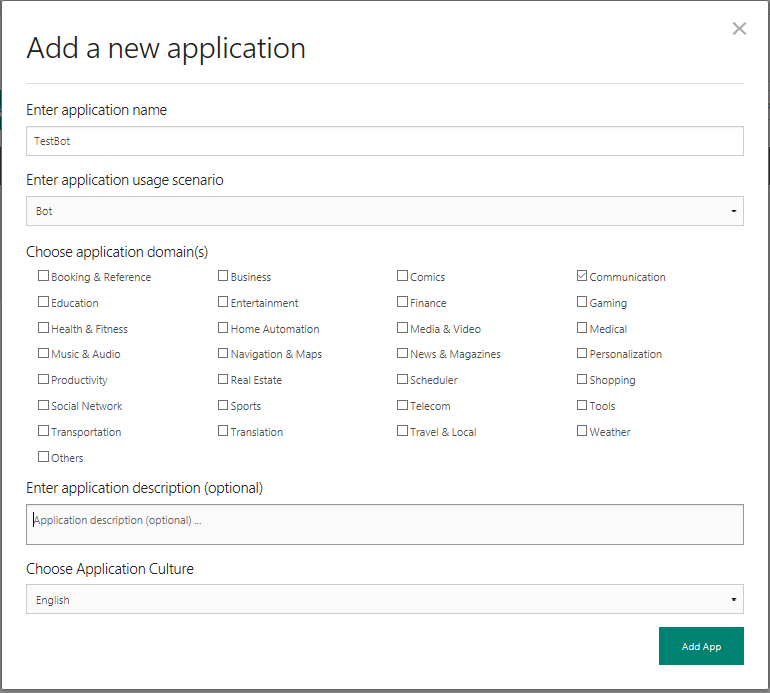 Add a new application
Enter application name
TestBot
Enter application usage scenario
Bot
Choose application domain(s)
Booking & Reference Business Comics Communication
Education Entertainment Finance Gaming
Health & Fitness Home Automation Media & Video Medical
Music & Audio Navigation & Maps News & Magazines Personalization
Productivity Real Estate Scheduler Shopping
Social Network Sports Telecom Tools
Transportation Translation Travel & Local Weather
Others
Enter application description (optional)
Application description (optional) ...
Choose Application Culture
English
Add App